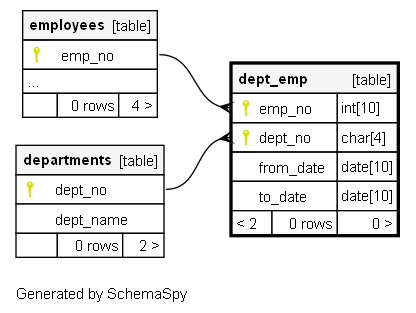 employees [table]
emp_no
...
0 rows 4 >
departments [table]
dept_no
dept_name
0 rows 2 >
dept_emp [table]
emp_no int[10]
dept_no char[4]
from_date date[10]
to_date date[10]
< 2 0 rows 0 >
Generated by SchemaSpy